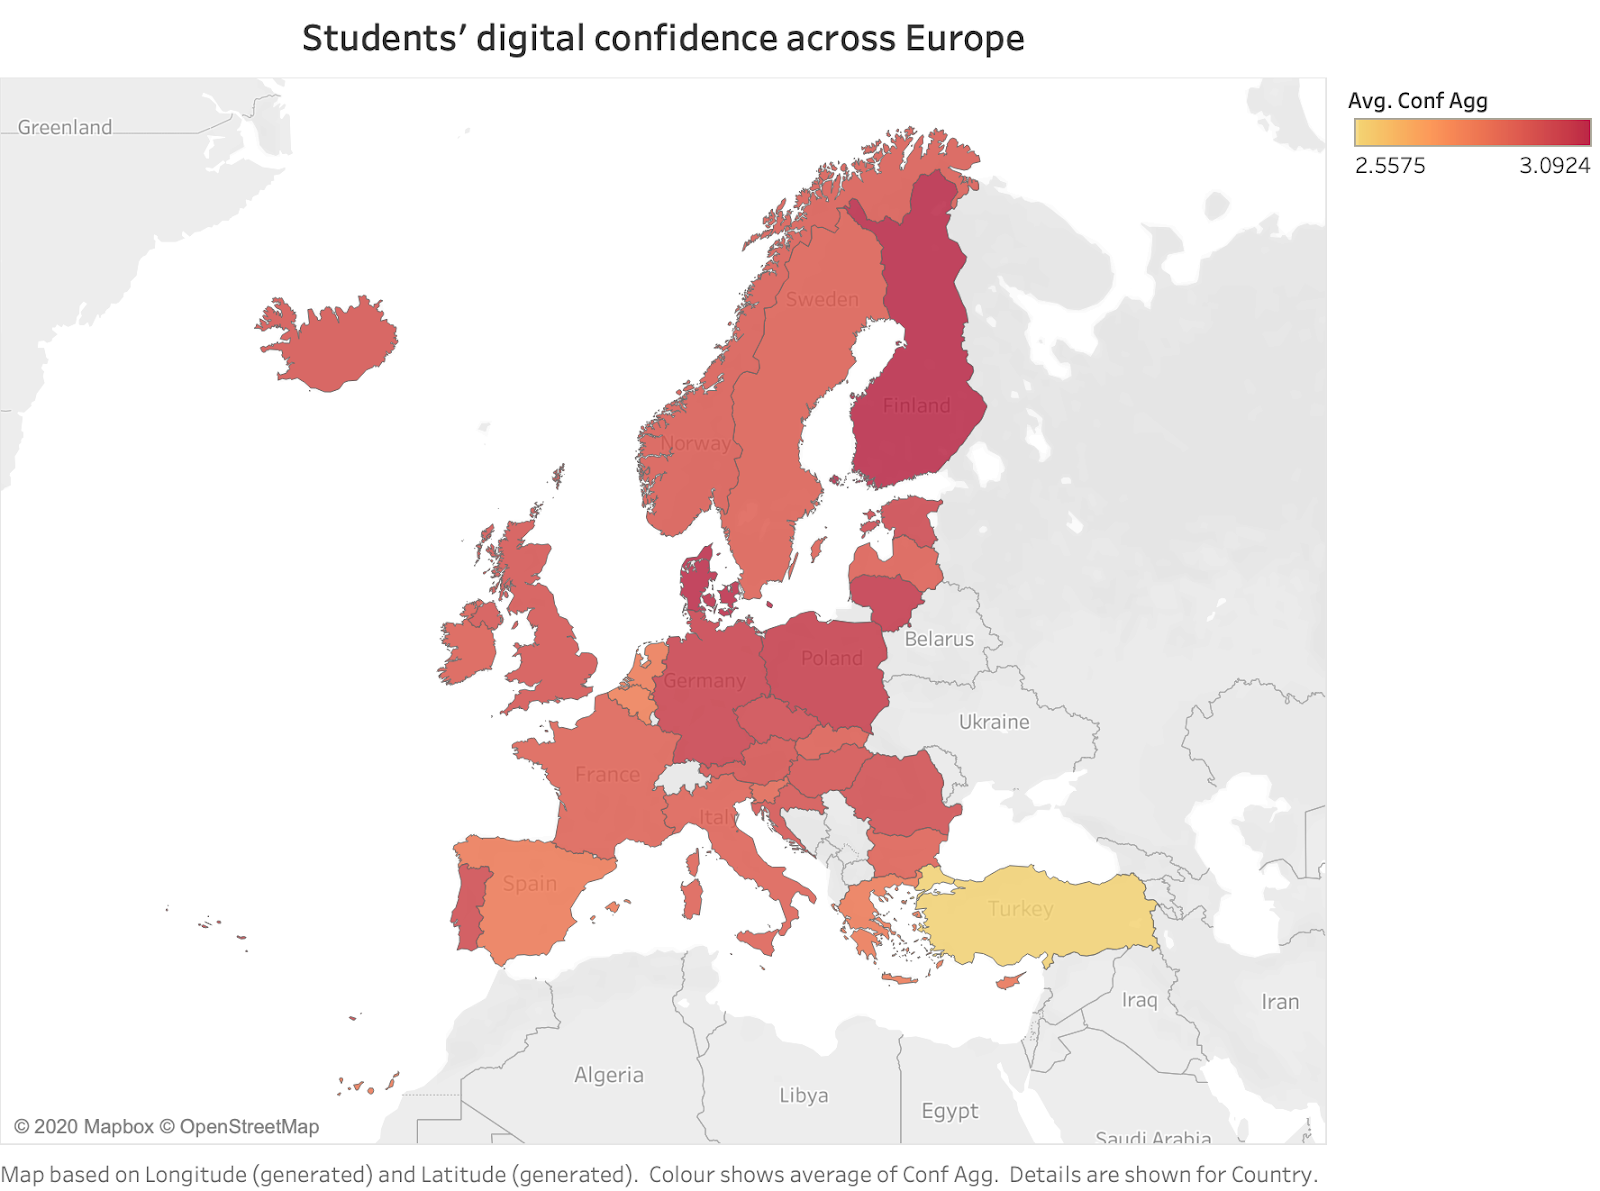 Students’ digital confidence across Europe
Avg. Conf Agg
2.5575 3.0924
Greenland
Sweden
Finland
Norway
Belarus
Poland
Germany
Ukraine
France
Italy
Spain
Turkey
Iraq
Iran
Algeria
Libya
Egypt
Saudi Arabia
© 2020 Mapbox © OpenStreetMap
Map based on Longitude (generated) and Latitude (generated).  Colour shows average of Conf Agg.  Details are shown for Country.